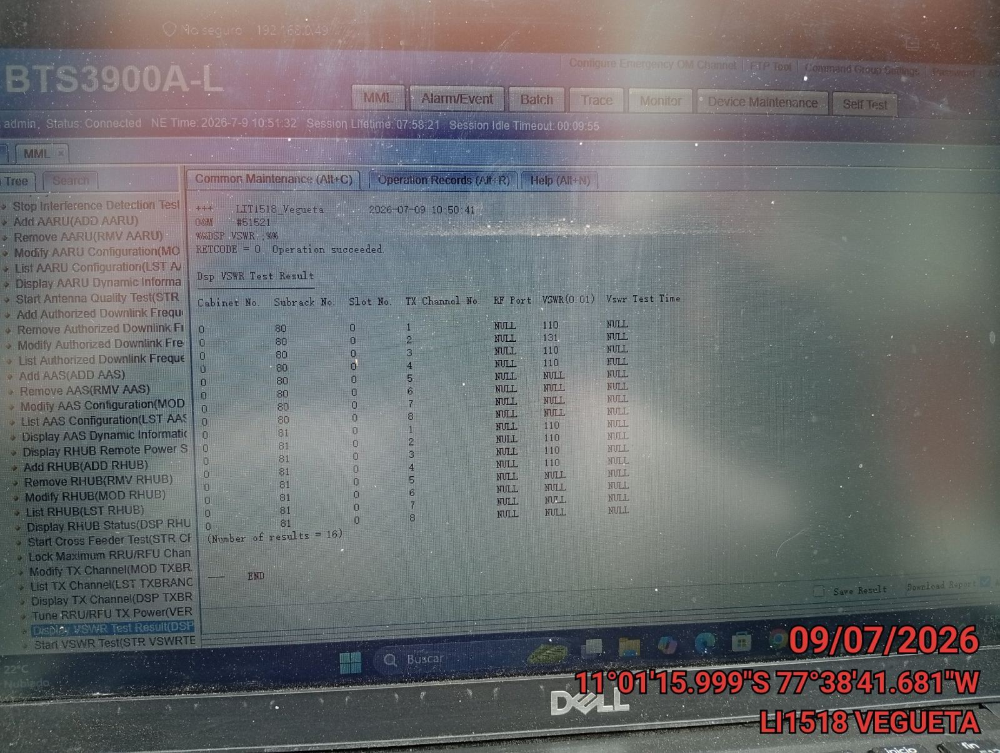 No seguro 192.168.0.49
BTS3900A-L
Configure Emergency OM Channel | FTP Tool | Command Group Settings | Password
MML Alarm/Event Batch Trace Monitor Device Maintenance Self Test
admin, Status: Connected NE Time: 2026-7-9 10:51:32 Session Lifetime: 07:58:21 Session Idle Timeout: 00:09:55
MML
Tree Search
Common Maintenance (Alt+C) Operation Records (Alt+R) Help (Alt+N)
Stop Interference Detection Test
Add AARU(ADD AARU)
Remove AARU(RMV AARU)
Modify AARU Configuration(MO
List AARU Configuration(LST A
Display AARU Dynamic Informa
Start Antenna Quality Test(STR
Add Authorized Downlink Frequ
Remove Authorized Downlink Fr
Modify Authorized Downlink Fre
List Authorized Downlink Freque
Add AAS(ADD AAS)
Remove AAS(RMV AAS)
Modify AAS Configuration(MOD
List AAS Configuration(LST AAS
Display AAS Dynamic Informatic
Display RHUB Remote Power S
Add RHUB(ADD RHUB)
Remove RHUB(RMV RHUB)
Modify RHUB(MOD RHUB)
List RHUB(LST RHUB)
Display RHUB Status(DSP RHU
Start Cross Feeder Test(STR CF
Lock Maximum RRU/RFU Chan
Modify TX Channel(MOD TXBR
List TX Channel(LST TXBRANC
Display TX Channel(DSP TXBR
Tune RRU/RFU TX Power(VER
Display VSWR Test Result(DSP
Start VSWR Test(STR VSWRTE
+++ LIT1518_Vegueta 2026-07-09 10:50:41
O&M #51521
%%DSP VSWR:;%%
RETCODE = 0 Operation succeeded.
Dsp VSWR Test Result
Cabinet No. Subrack No. Slot No. TX Channel No. RF Port VSWR(0.01) Vswr Test Time
0 80 0 1 NULL 110 NULL
0 80 0 2 NULL 131 NULL
0 80 0 3 NULL 110 NULL
0 80 0 4 NULL 110 NULL
0 80 0 5 NULL NULL NULL
0 80 0 6 NULL NULL NULL
0 80 0 7 NULL NULL NULL
0 80 0 8 NULL NULL NULL
0 81 0 1 NULL 110 NULL
0 81 0 2 NULL 110 NULL
0 81 0 3 NULL 110 NULL
0 81 0 4 NULL 110 NULL
0 81 0 5 NULL NULL NULL
0 81 0 6 NULL NULL NULL
0 81 0 7 NULL NULL NULL
0 81 0 8 NULL NULL NULL
(Number of results = 16)
--- END
Save Result Download Report
22°C
Nublado
Buscar
09/07/2026
11°01'15.999"S 77°38'41.681"W
DELL
LI1518 VEGUETA
inicio
fin